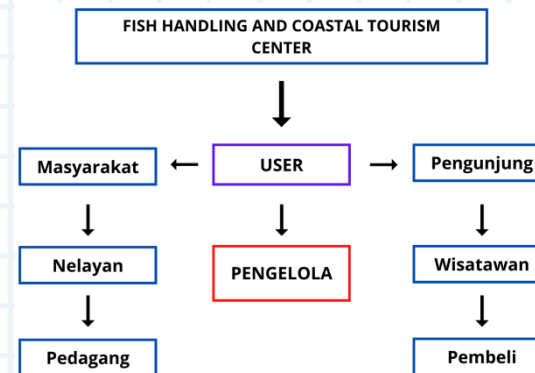 FISH HANDLING AND COASTAL TOURISM
CENTER
Masyarakat
USER
Pengunjung
Nelayan
PENGELOLA
Wisatawan
Pedagang
Pembeli